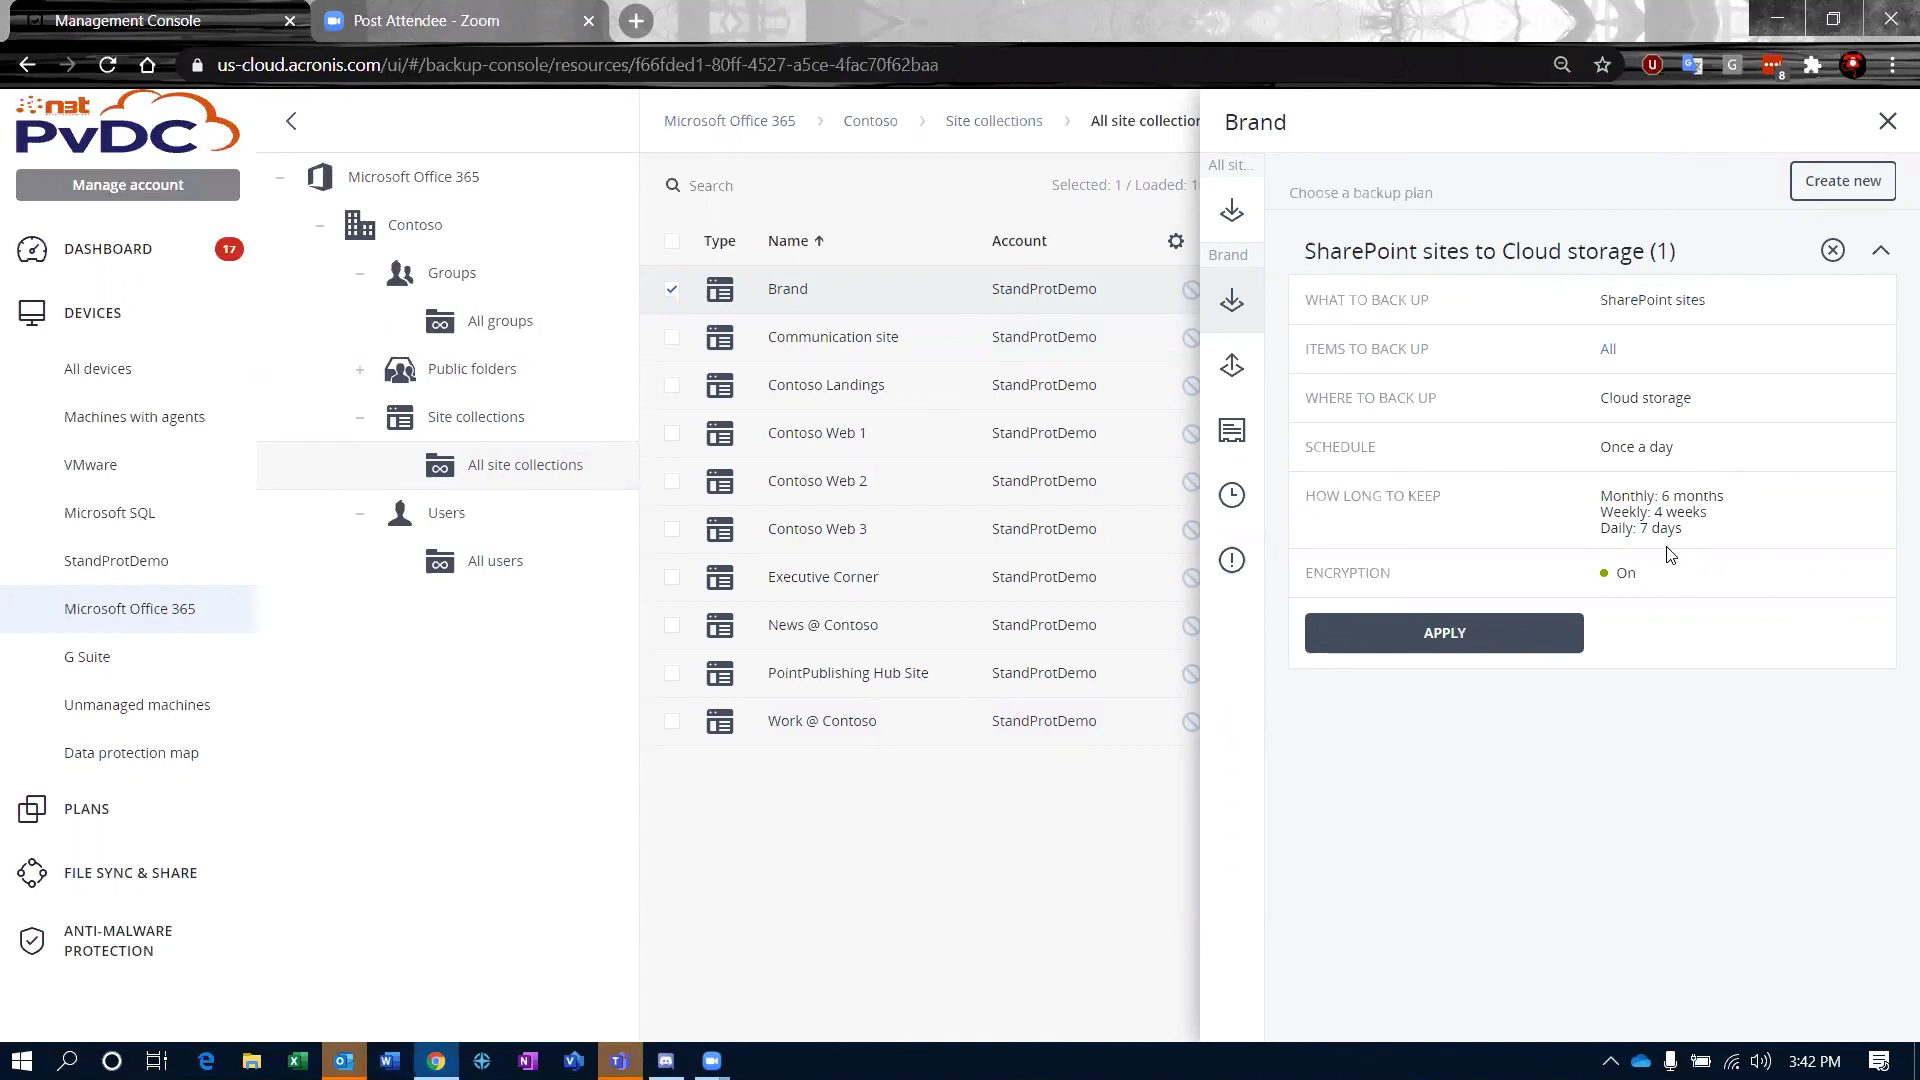 Management Console
Post Attendee - Zoom
us-cloud.acronis.com/ui/#/backup-console/resources/f66fded1-80ff-4527-a5ce-4fac70f62baa
U
G
8
nat
PvDC
Manage account
DASHBOARD
17
DEVICES
All devices
Machines with agents
VMware
Microsoft SQL
StandProtDemo
Microsoft Office 365
G Suite
Unmanaged machines
Data protection map
PLANS
FILE SYNC & SHARE
ANTI-MALWARE
PROTECTION
Microsoft Office 365
Contoso
Groups
All groups
Public folders
Site collections
All site collections
Users
All users
Microsoft Office 365 > Contoso > Site collections > All site collection
Search
Selected: 1 / Loaded: 1
Type Name Account
Brand StandProtDemo
Communication site StandProtDemo
Contoso Landings StandProtDemo
Contoso Web 1 StandProtDemo
Contoso Web 2 StandProtDemo
Contoso Web 3 StandProtDemo
Executive Corner StandProtDemo
News @ Contoso StandProtDemo
PointPublishing Hub Site StandProtDemo
Work @ Contoso StandProtDemo
Brand
All sit...
Brand
Choose a backup plan
Create new
SharePoint sites to Cloud storage (1)
WHAT TO BACK UP SharePoint sites
ITEMS TO BACK UP All
WHERE TO BACK UP Cloud storage
SCHEDULE Once a day
HOW LONG TO KEEP Monthly: 6 months
Weekly: 4 weeks
Daily: 7 days
ENCRYPTION On
APPLY
3:42 PM